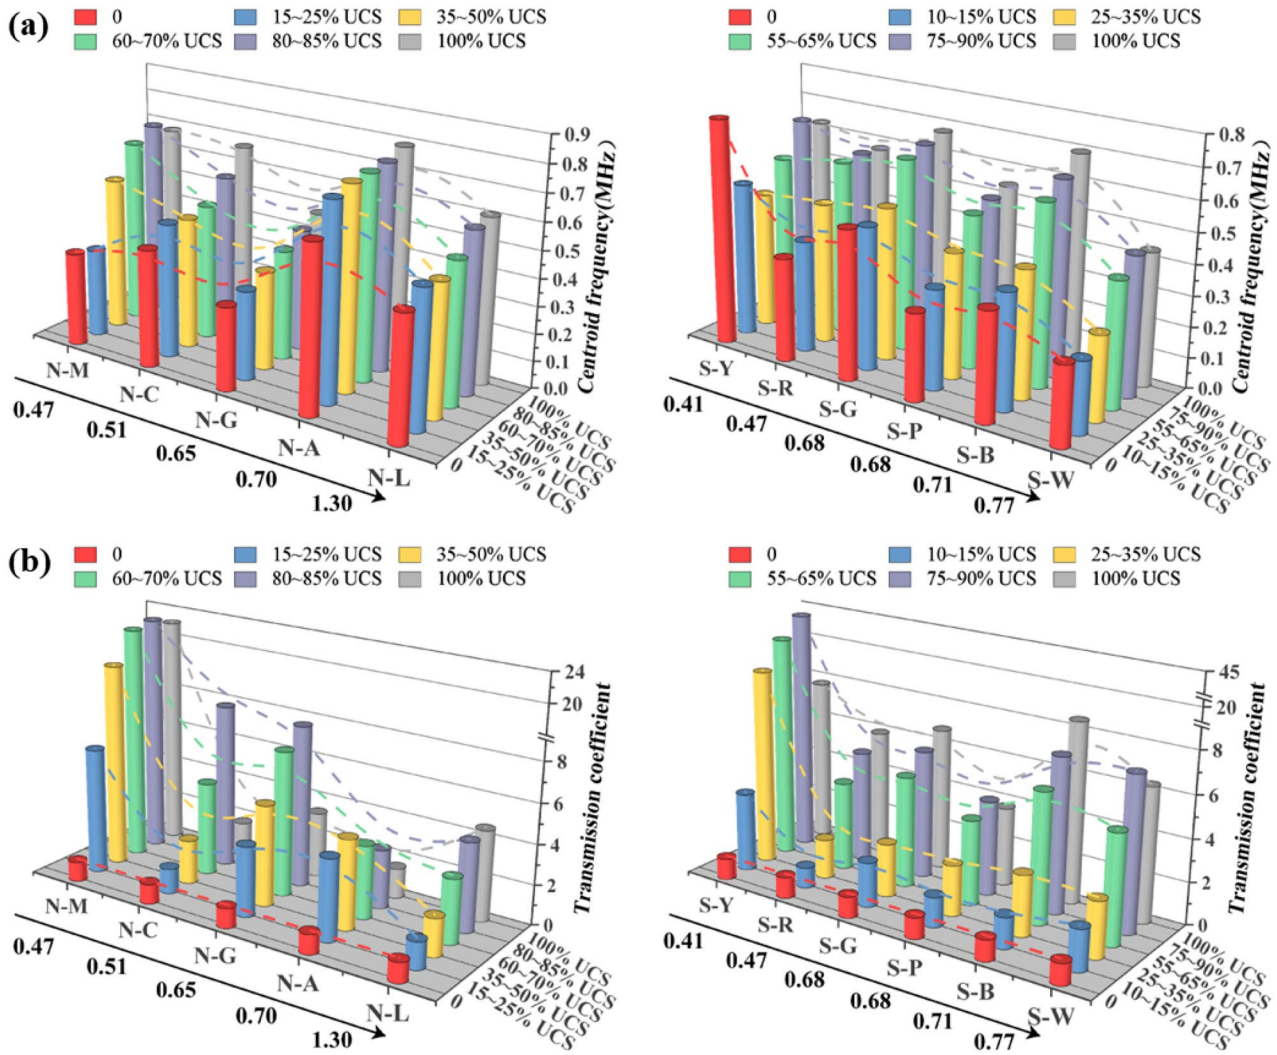 (a)
0 15~25% UCS 35~50% UCS
60~70% UCS 80~85% UCS 100% UCS
0.9
0.8
0.7
0.6
0.5
0.4
0.3
0.2
0.1
0.0
Centroid frequency(MHz)
N-M
N-C
N-G
N-A
N-L
0.47
0.51
0.65
0.70
1.30
100% UCS
80~85% UCS
60~70% UCS
35~50% UCS
15~25% UCS
0
0 10~15% UCS 25~35% UCS
55~65% UCS 75~90% UCS 100% UCS
0.8
0.7
0.6
0.5
0.4
0.3
0.2
0.1
0.0
Centroid frequency(MHz)
S-Y
S-R
S-G
S-P
S-B
S-W
0.41
0.47
0.68
0.68
0.71
0.77
100% UCS
75~90% UCS
55~65% UCS
25~35% UCS
10~15% UCS
0
(b)
0 15~25% UCS 35~50% UCS
60~70% UCS 80~85% UCS 100% UCS
24
20
8
6
4
2
0
Transmission coefficient
N-M
N-C
N-G
N-A
N-L
0.47
0.51
0.65
0.70
1.30
100% UCS
80~85% UCS
60~70% UCS
35~50% UCS
15~25% UCS
0
0 10~15% UCS 25~35% UCS
55~65% UCS 75~90% UCS 100% UCS
45
20
8
6
4
2
0
Transmission coefficient
S-Y
S-R
S-G
S-P
S-B
S-W
0.41
0.47
0.68
0.68
0.71
0.77
100% UCS
75~90% UCS
55~65% UCS
25~35% UCS
10~15% UCS
0